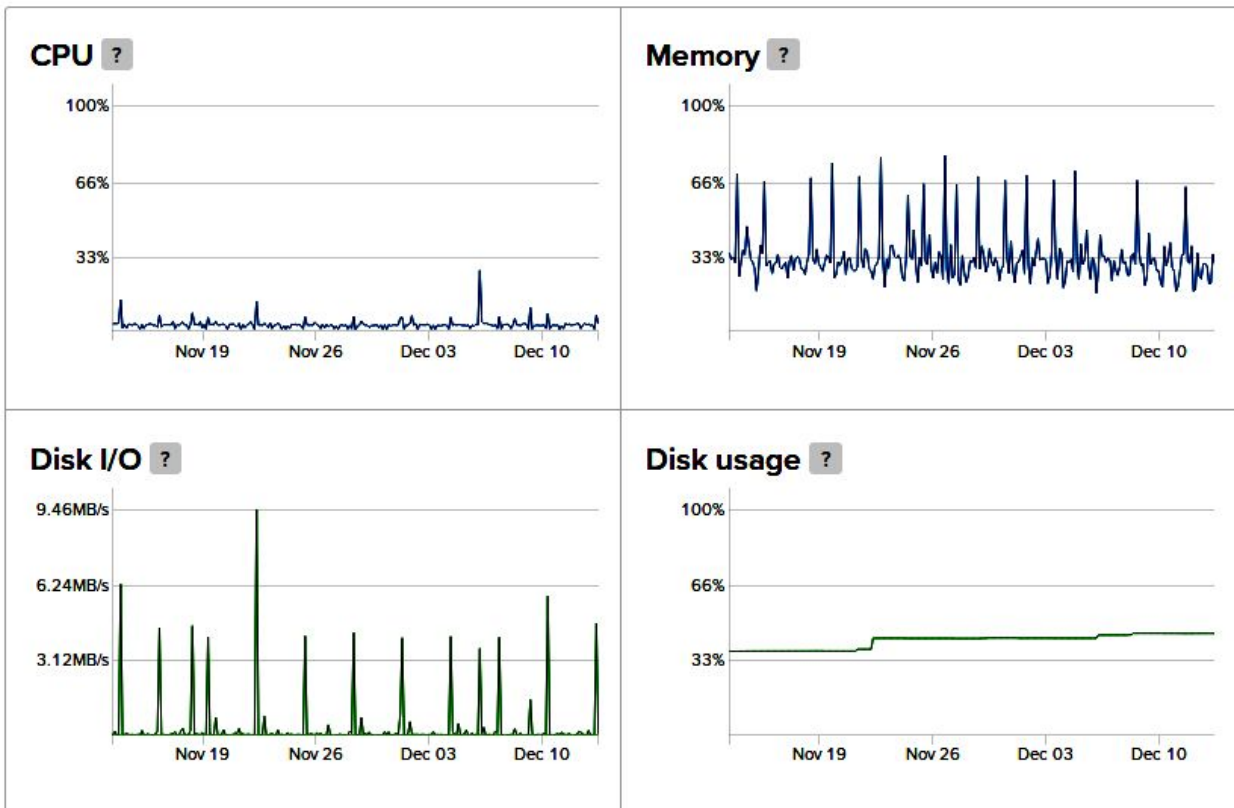 CPU ?
100%
66%
33%
Nov 19 Nov 26 Dec 03 Dec 10
Memory ?
100%
66%
33%
Nov 19 Nov 26 Dec 03 Dec 10
Disk I/O ?
9.46MB/s
6.24MB/s
3.12MB/s
Nov 19 Nov 26 Dec 03 Dec 10
Disk usage ?
100%
66%
33%
Nov 19 Nov 26 Dec 03 Dec 10